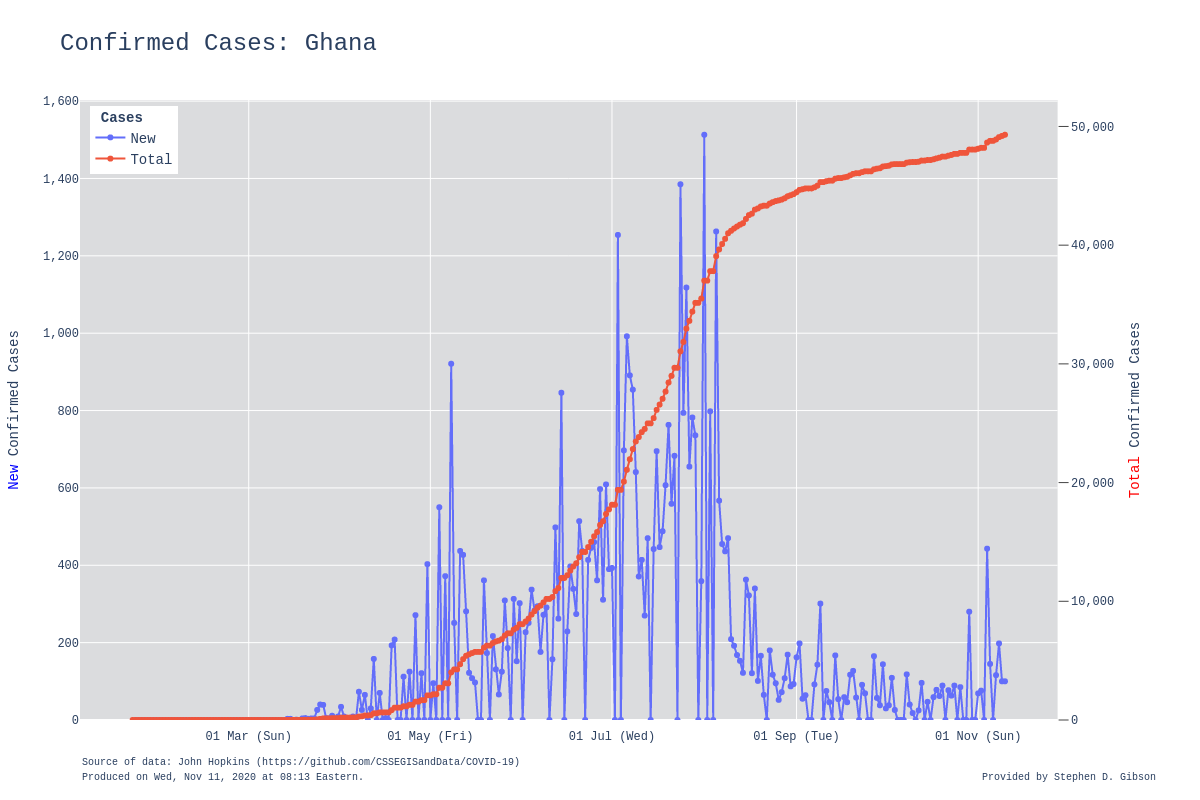 Confirmed Cases: Ghana
Cases
New
Total
1,600
1,400
1,200
1,000
800
600
400
200
0
50,000
40,000
30,000
20,000
10,000
0
New Confirmed Cases
Total Confirmed Cases
01 Mar (Sun) 01 May (Fri) 01 Jul (Wed) 01 Sep (Tue) 01 Nov (Sun)
Source of data: John Hopkins (https://github.com/CSSEGISandData/COVID-19)
Produced on Wed, Nov 11, 2020 at 08:13 Eastern.
Provided by Stephen D. Gibson